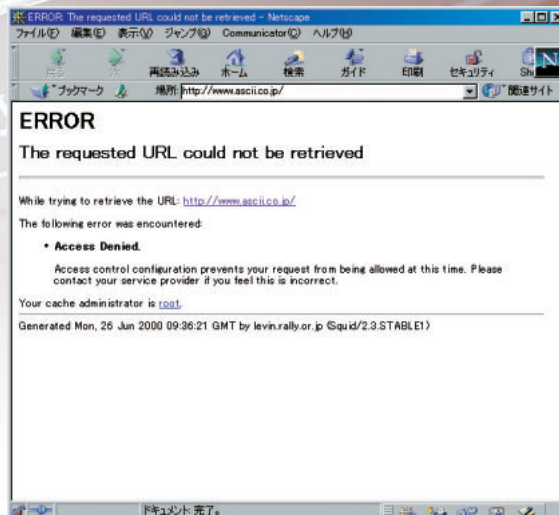 ERROR: The requested URL could not be retrieved - Netscape
ファイル(F) 編集(E) 表示(V) ジャンプ(G) Communicator(C) ヘルプ(H)
戻る 次 再読み込み ホーム 検索 ガイド 印刷 セキュリティ Sh N
ブックマーク 場所: http://www.ascii.co.jp/ 関連サイト
ERROR
The requested URL could not be retrieved
While trying to retrieve the URL: http://www.ascii.co.jp/
The following error was encountered:
• Access Denied.
Access control configuration prevents your request from being allowed at this time. Please
contact your service provider if you feel this is incorrect.
Your cache administrator is root.
Generated Mon, 26 Jun 2000 09:36:21 GMT by levin.rally.or.jp (Squid/2.3.STABLE1)
ドキュメント: 完了。